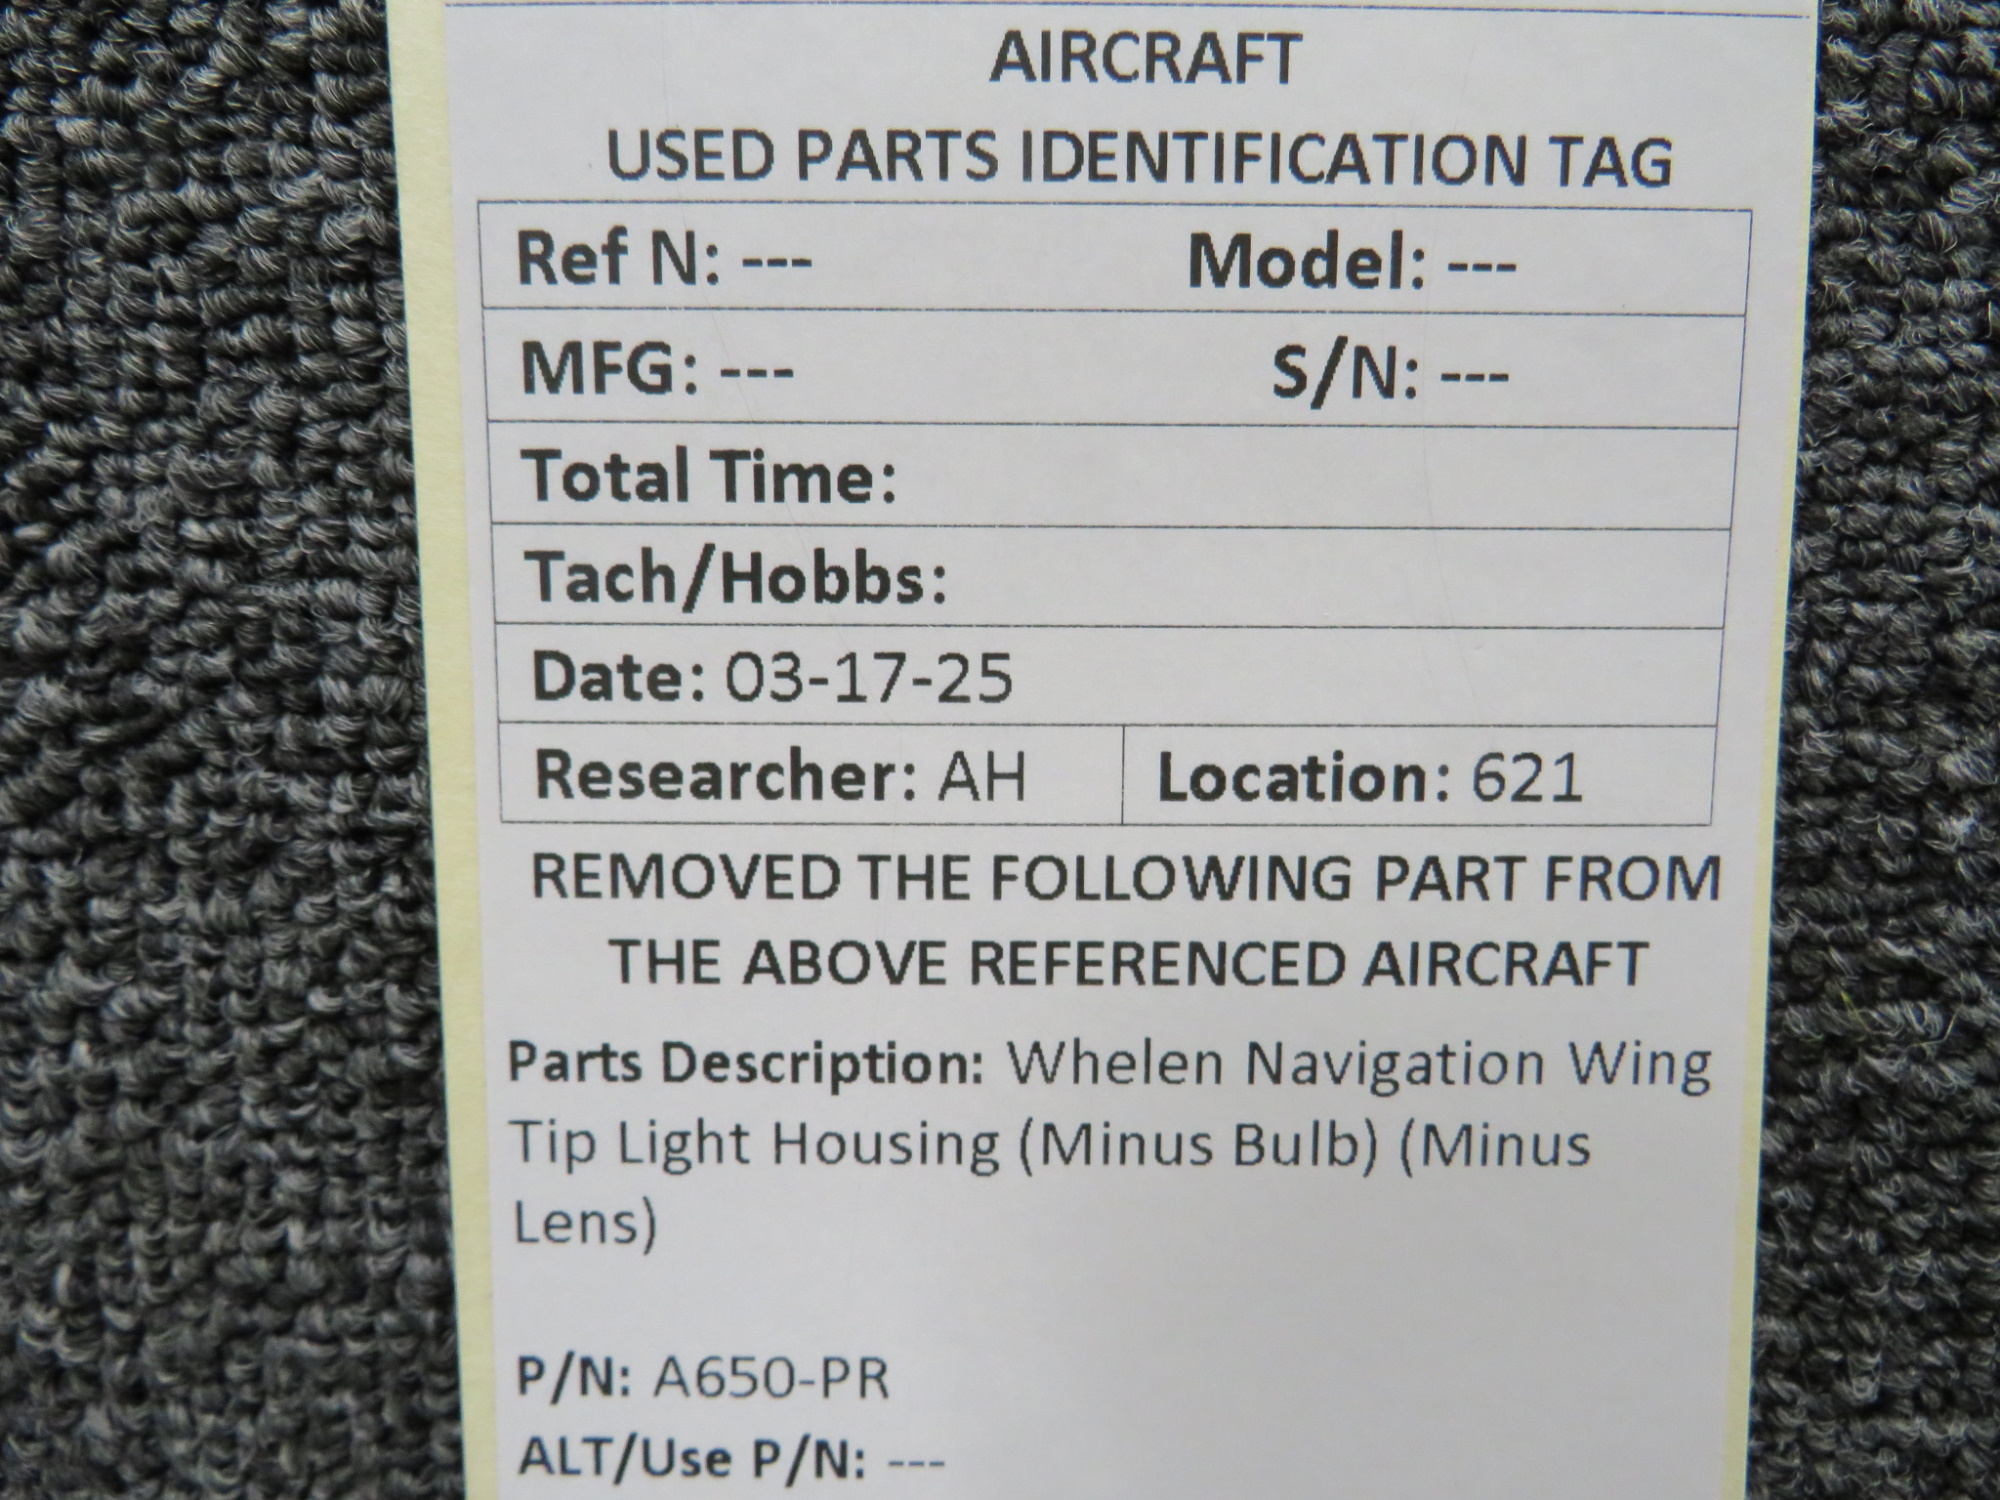 AIRCRAFT
USED PARTS IDENTIFICATION TAG
Ref N: --- Model: ---
MFG: --- S/N: ---
Total Time:
Tach/Hobbs:
Date: 03-17-25
Researcher: AH Location: 621
REMOVED THE FOLLOWING PART FROM
THE ABOVE REFERENCED AIRCRAFT
Parts Description: Whelen Navigation Wing
Tip Light Housing (Minus Bulb) (Minus
Lens)
P/N: A650-PR
ALT/Use P/N: ---